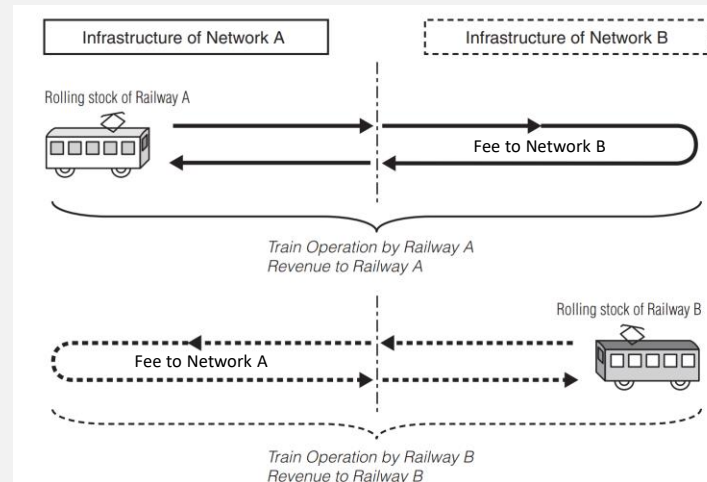 Infrastructure of Network A
Infrastructure of Network B
Rolling stock of Railway A
Fee to Network B
Train Operation by Railway A
Revenue to Railway A
Rolling stock of Railway B
Fee to Network A
Train Operation by Railway B
Revenue to Railway B